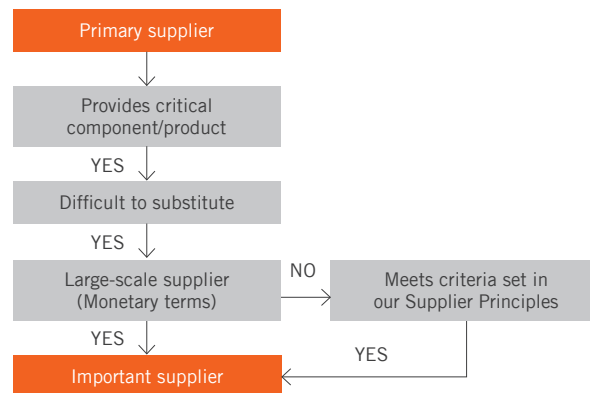 Primary supplier
Provides critical
component/product
YES
Difficult to substitute
YES
Large-scale supplier
(Monetary terms)
NO
Meets criteria set in
our Supplier Principles
YES
YES
Important supplier